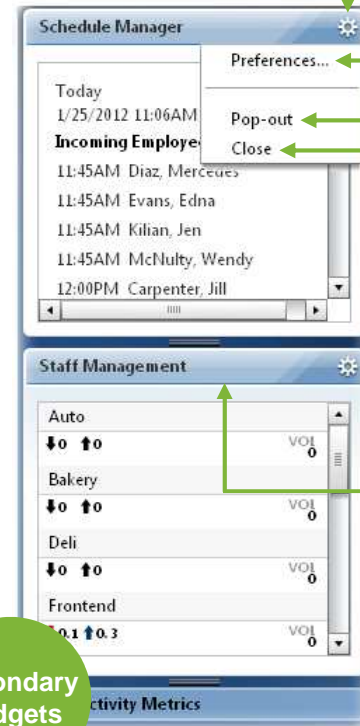 Schedule Manager
Preferences...
Today
1/25/2012 11:06AM
Pop-out
Incoming
Close
11:45AM Diaz, Mercedes
11:45AM Evans, Edna
11:45AM Kilian, Jen
11:45AM McNulty, Wendy
12:00PM Carpenter, Jill
Staff Management
Auto
0 0 VOL 0
Bakery
0 0 VOL 0
Deli
0 0 VOL 0
Frontend
0.1 0.3 VOL 0
Metrics